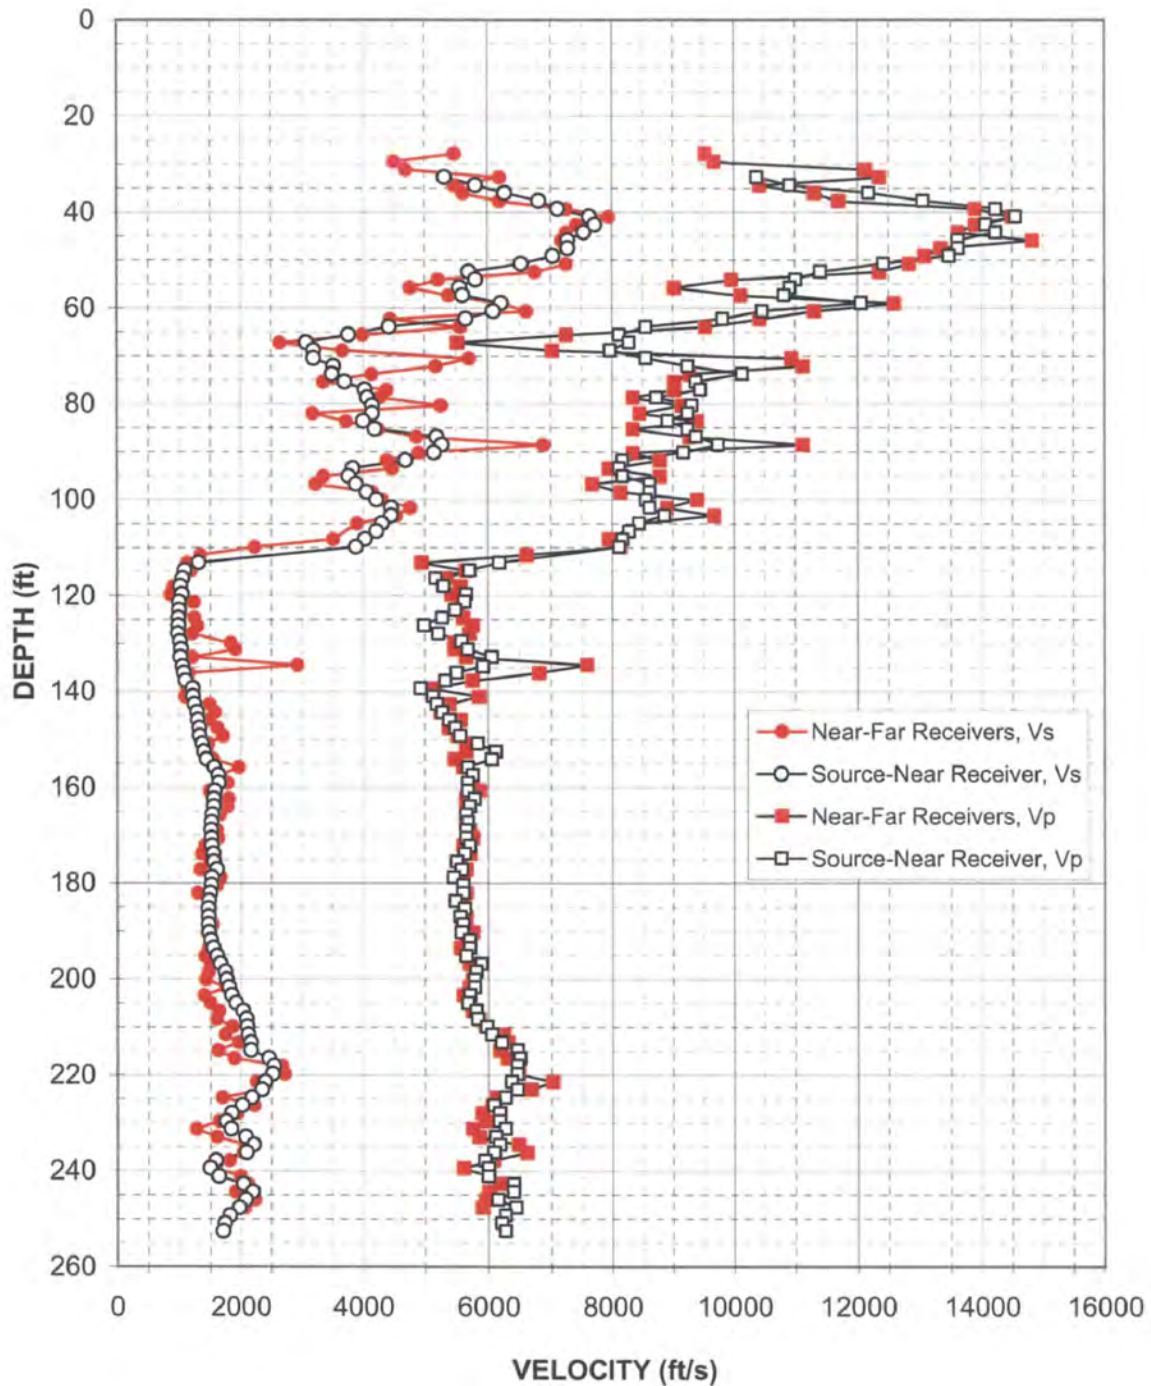 0
20
40
60
80
100
120
140
160
180
200
220
240
260
DEPTH (ft)
Near-Far Receivers, Vs
Source-Near Receiver, Vs
Near-Far Receivers, Vp
Source-Near Receiver, Vp
0 2000 4000 6000 8000 10000 12000 14000 16000
VELOCITY (ft/s)